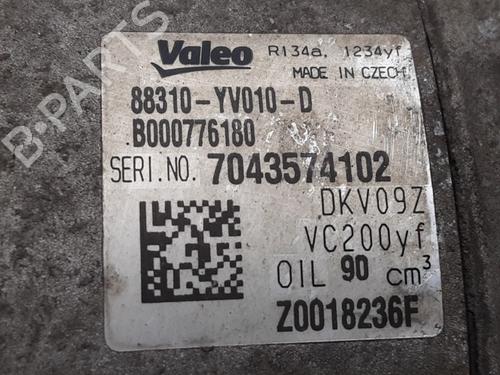 Valeo R134a, 1234yf
MADE IN CZECH
88310-YV010-D
B000776180
SERI.NO. 7043574102
DKV09Z
VC200yf
OIL 90 cm³
Z0018236F
B-PARTS